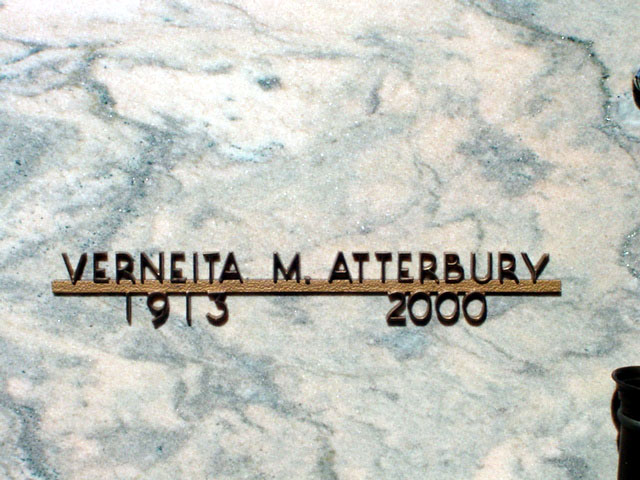 VERNEITA M. ATTERBURY
1913 2000